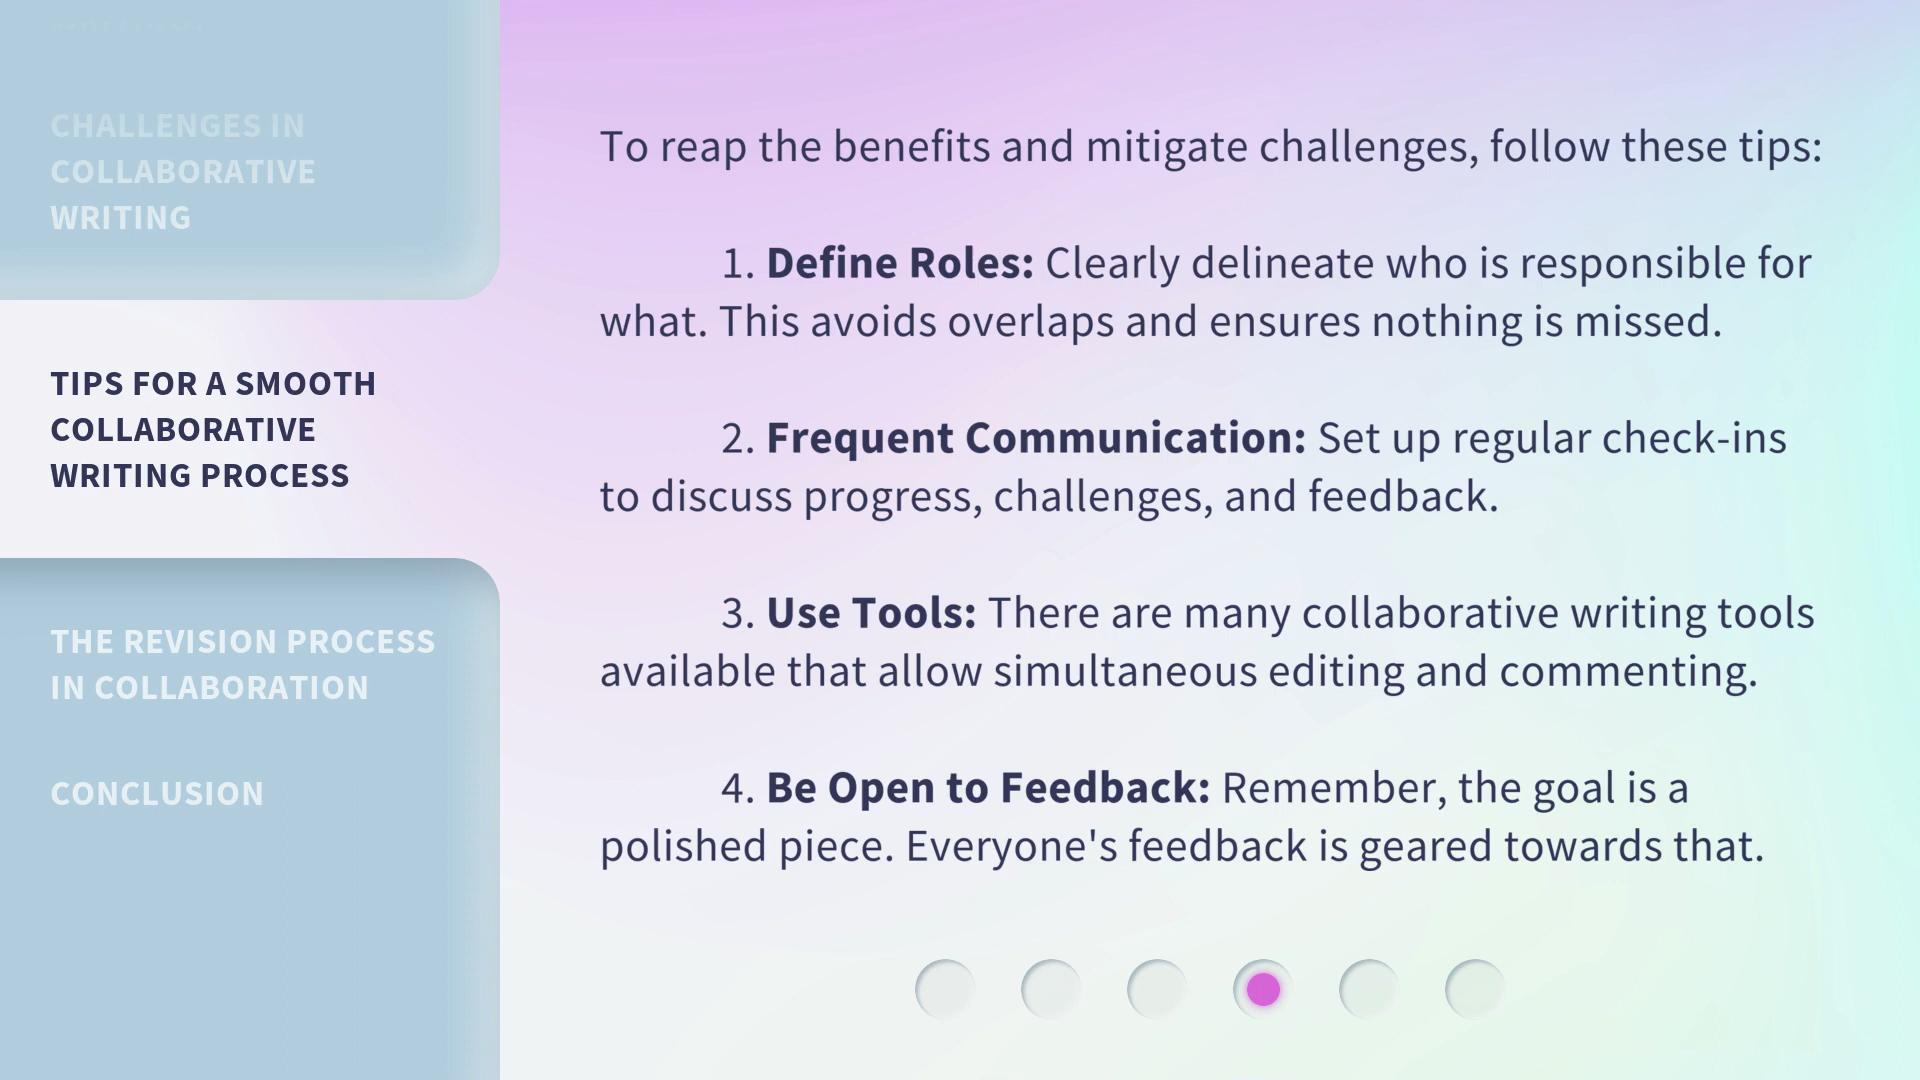 CHALLENGES IN
COLLABORATIVE
WRITING
TIPS FOR A SMOOTH
COLLABORATIVE
WRITING PROCESS
THE REVISION PROCESS
IN COLLABORATION
CONCLUSION
To reap the benefits and mitigate challenges, follow these tips:
1. Define Roles: Clearly delineate who is responsible for
what. This avoids overlaps and ensures nothing is missed.
2. Frequent Communication: Set up regular check-ins
to discuss progress, challenges, and feedback.
3. Use Tools: There are many collaborative writing tools
available that allow simultaneous editing and commenting.
4. Be Open to Feedback: Remember, the goal is a
polished piece. Everyone's feedback is geared towards that.